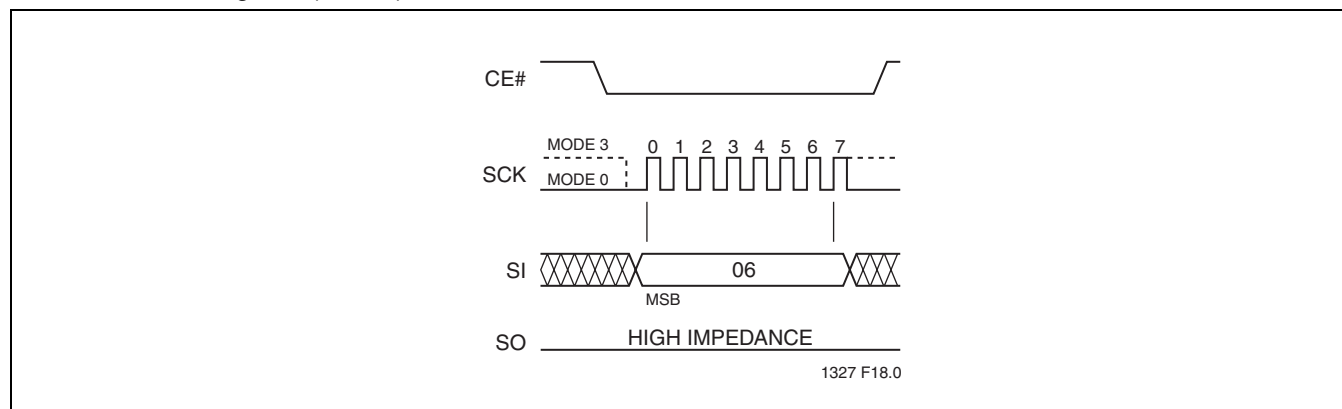 CE#
MODE 3
0 1 2 3 4 5 6 7
SCK
MODE 0
SI
06
MSB
SO
HIGH IMPEDANCE
1327 F18.0